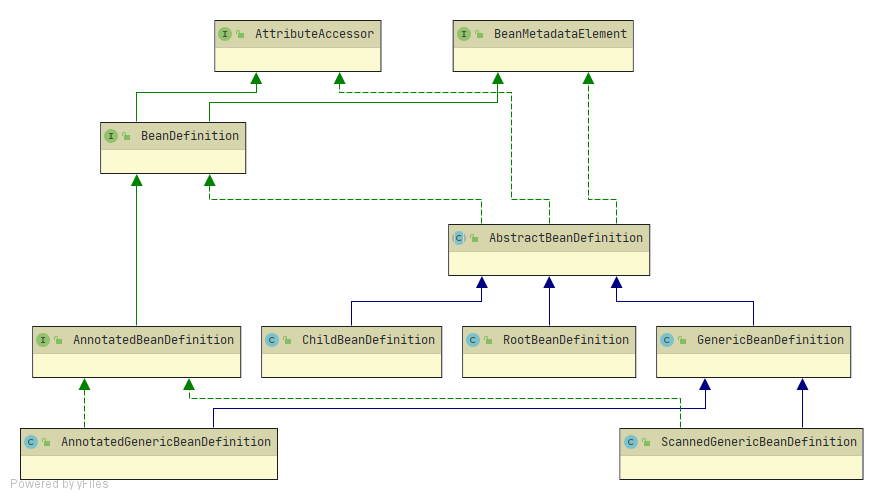 I AttributeAccessor
I BeanMetadataElement
I BeanDefinition
C AbstractBeanDefinition
I AnnotatedBeanDefinition
C ChildBeanDefinition
C RootBeanDefinition
C GenericBeanDefinition
C AnnotatedGenericBeanDefinition
C ScannedGenericBeanDefinition
Powered by yFiles